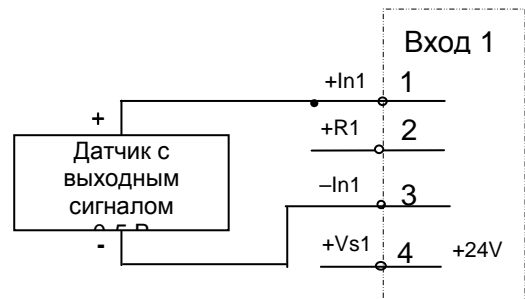 Вход 1
+In1 1
+
+R1 2
Датчик с
выходным
сигналом
–In1 3
-
+Vs1 4 +24V